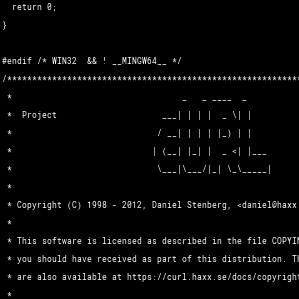 return 0;
}

#endif /* WIN32  && ! __MINGW64__ */
/***********************************************************
 *                                  _   _ ____  _
 *  Project                     ___| | | |  _ \| |
 *                             / __| | | | |_) | |
 *                            | (__| |_| |  _ <| |___
 *                             \___|\___/|_| \_\_____|
 *
 * Copyright (C) 1998 - 2012, Daniel Stenberg, <daniel@haxx
 *
 * This software is licensed as described in the file COPYIN
 * you should have received as part of this distribution. Th
 * are also available at https://curl.haxx.se/docs/copyright
 *